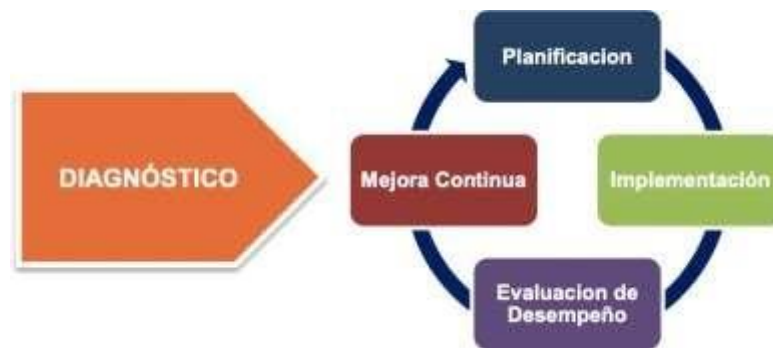 DIAGNÓSTICO
Planificacion
Implementación
Evaluacion de
Desempeño
Mejora Continua